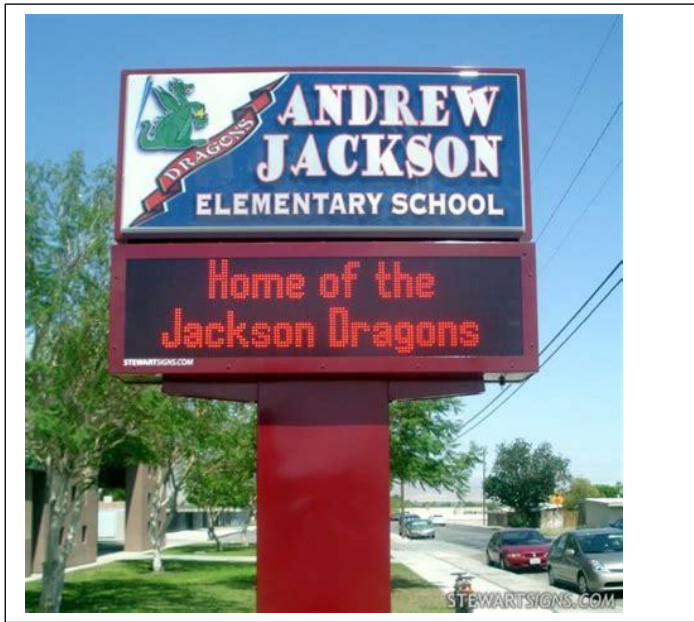 DRAGONS
ANDREW
JACKSON
ELEMENTARY SCHOOL
Home of the
Jackson Dragons
STEWARTSIGNS.COM
STEWARTSIGNS.COM